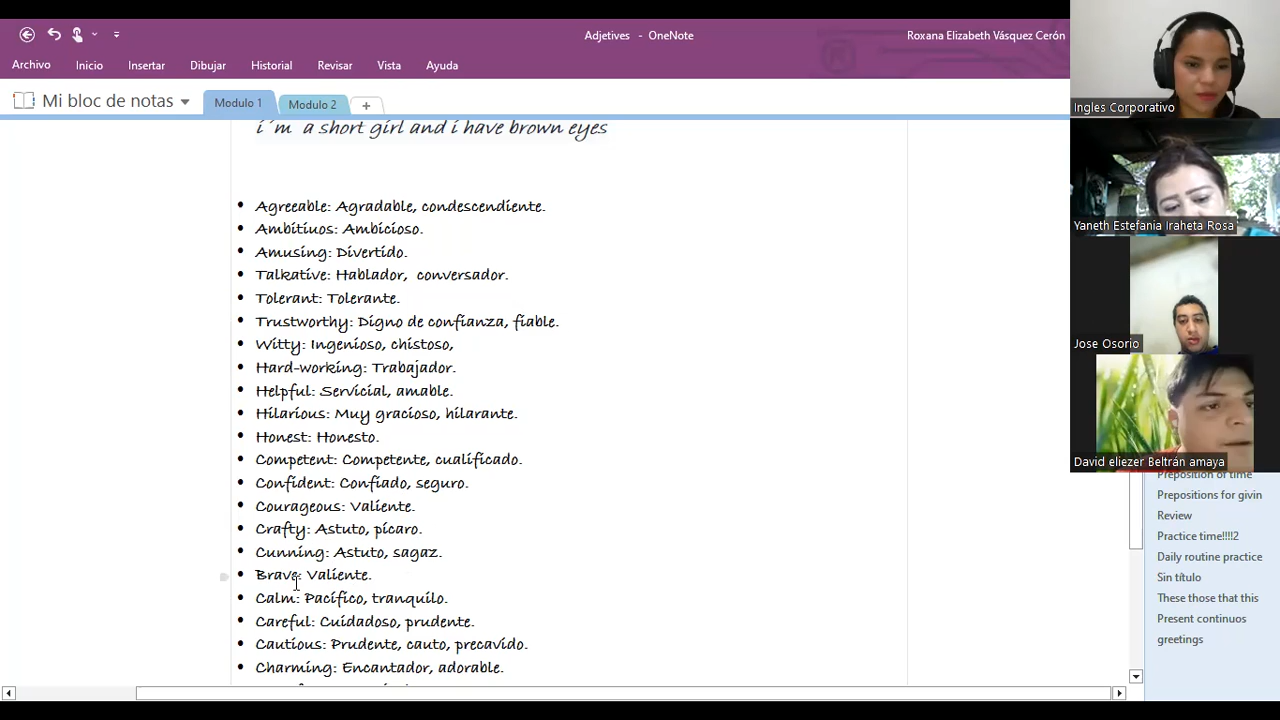 Adjetives - OneNote
Roxana Elizabeth Vásquez Cerón
Archivo Inicio Insertar Dibujar Historial Revisar Vista Ayuda
Mi bloc de notas Modulo 1 Modulo 2 +
i´m a short girl and i have brown eyes
• Agreeable: Agradable, condescendiente.
• Ambitiuos: Ambicioso.
• Amusing: Divertido.
• Talkative: Hablador, conversador.
• Tolerant: Tolerante.
• Trustworthy: Digno de confianza, fiable.
• Witty: Ingenioso, chistoso,
• Hard-working: Trabajador.
• Helpful: Servicial, amable.
• Hilarious: Muy gracioso, hilarante.
• Honest: Honesto.
• Competent: Competente, cualificado.
• Confident: Confiado, seguro.
• Courageous: Valiente.
• Crafty: Astuto, pícaro.
• Cunning: Astuto, sagaz.
• Brave: Valiente.
• Calm: Pacífico, tranquilo.
• Careful: Cuidadoso, prudente.
• Cautious: Prudente, cauto, precavido.
• Charming: Encantador, adorable.
Ingles Corporativo
Yaneth Estefania Iraheta Rosa
Jose Osorio
David eliezer Beltrán amaya
Preposition of time
Prepositions for givin
Review
Practice time!!!!2
Daily routine practice
Sin título
These those that this
Present continuos
greetings